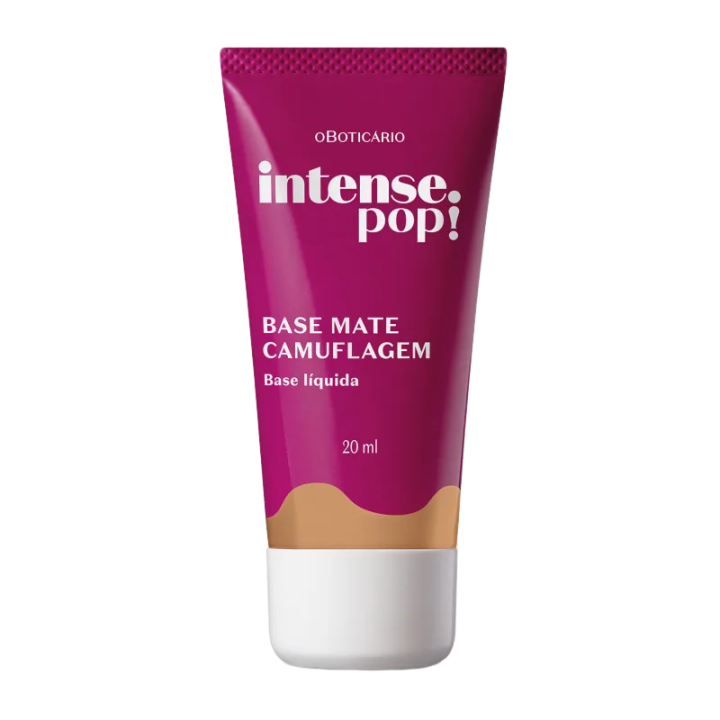 oBOTICÁRIO
intense.
pop!
BASE MATE
CAMUFLAGEM
Base líquida
20 ml